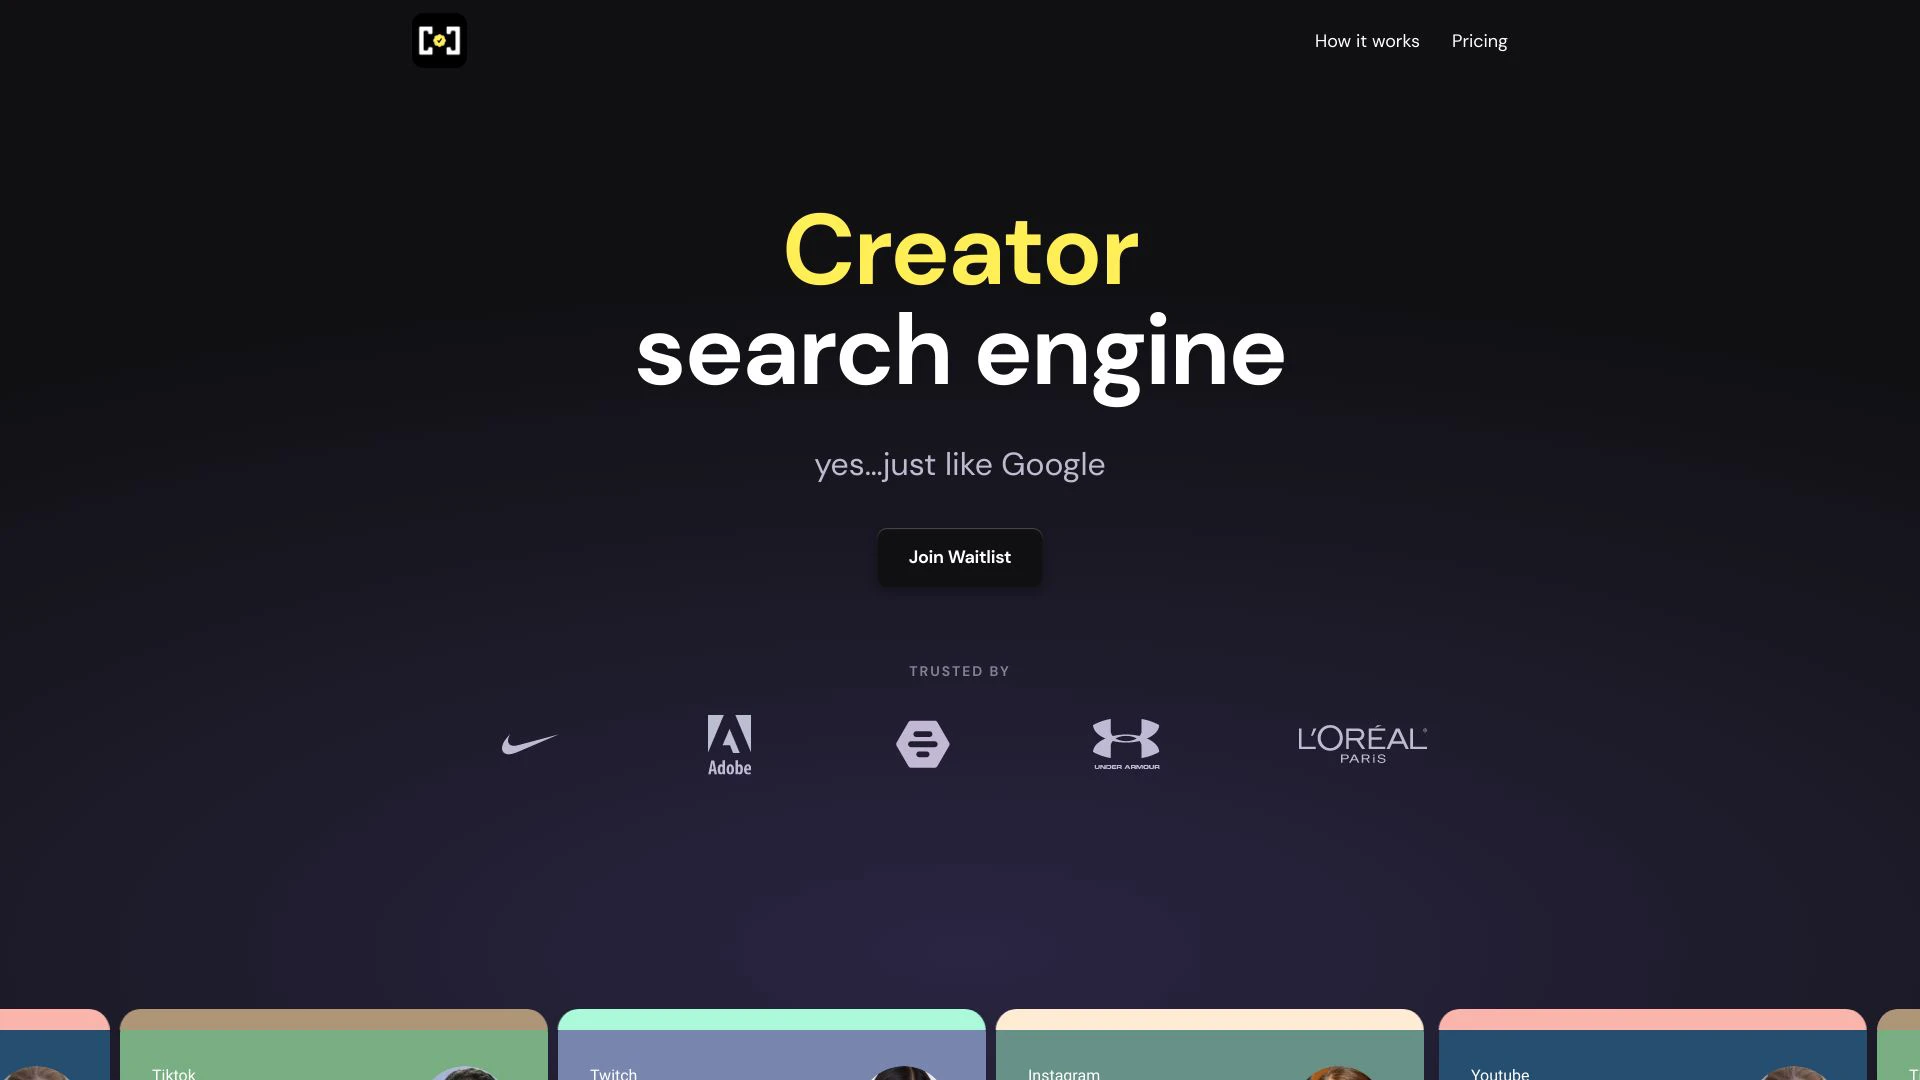 How it works
Pricing
Creator
search engine
yes...just like Google
Join Waitlist
TRUSTED BY
Adobe
UNDER ARMOUR
L'ORÉAL®
PARiS
Tiktok
Twitch
Instagram
Youtube